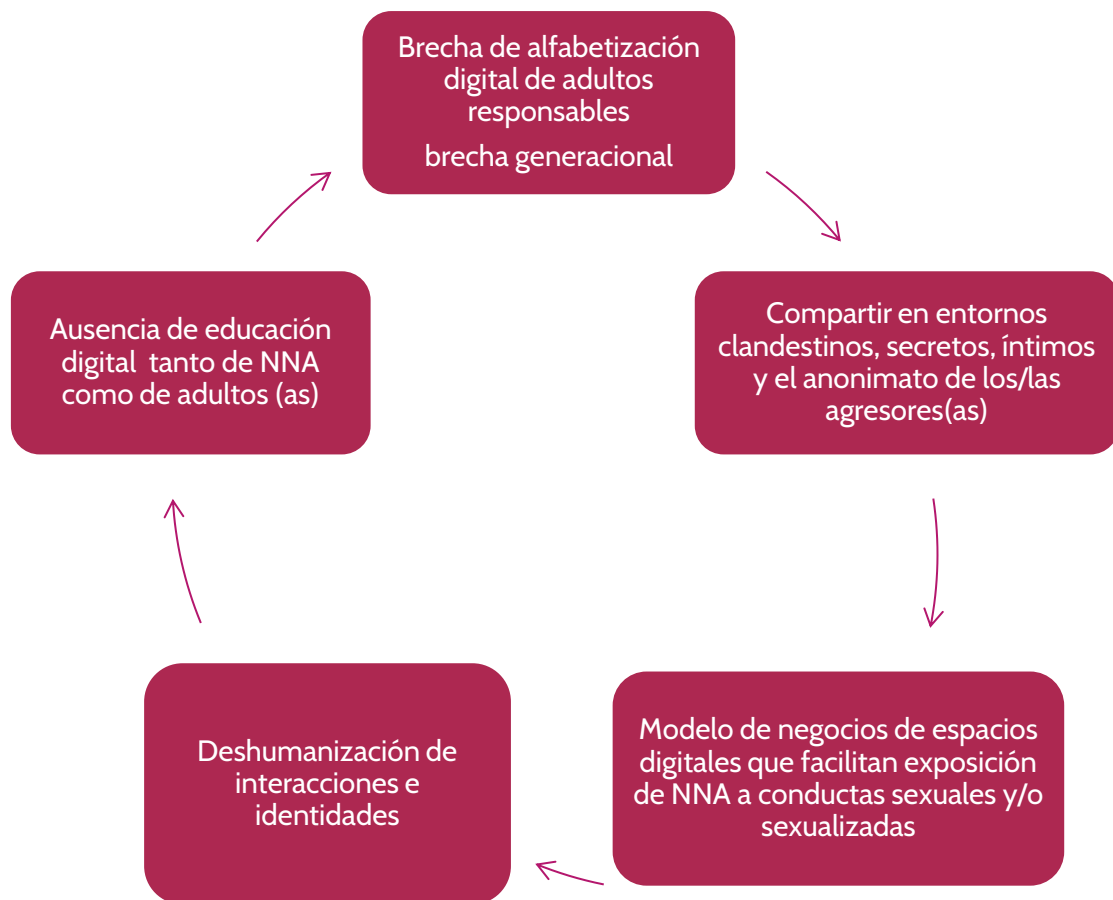 Brecha de alfabetización
digital de adultos
responsables
brecha generacional
Compartir en entornos
clandestinos, secretos, íntimos
y el anonimato de los/las
agresores(as)
Modelo de negocios de espacios
digitales que facilitan exposición
de NNA a conductas sexuales y/o
sexualizadas
Deshumanización de
interacciones e
identidades
Ausencia de educación
digital tanto de NNA
como de adultos (as)